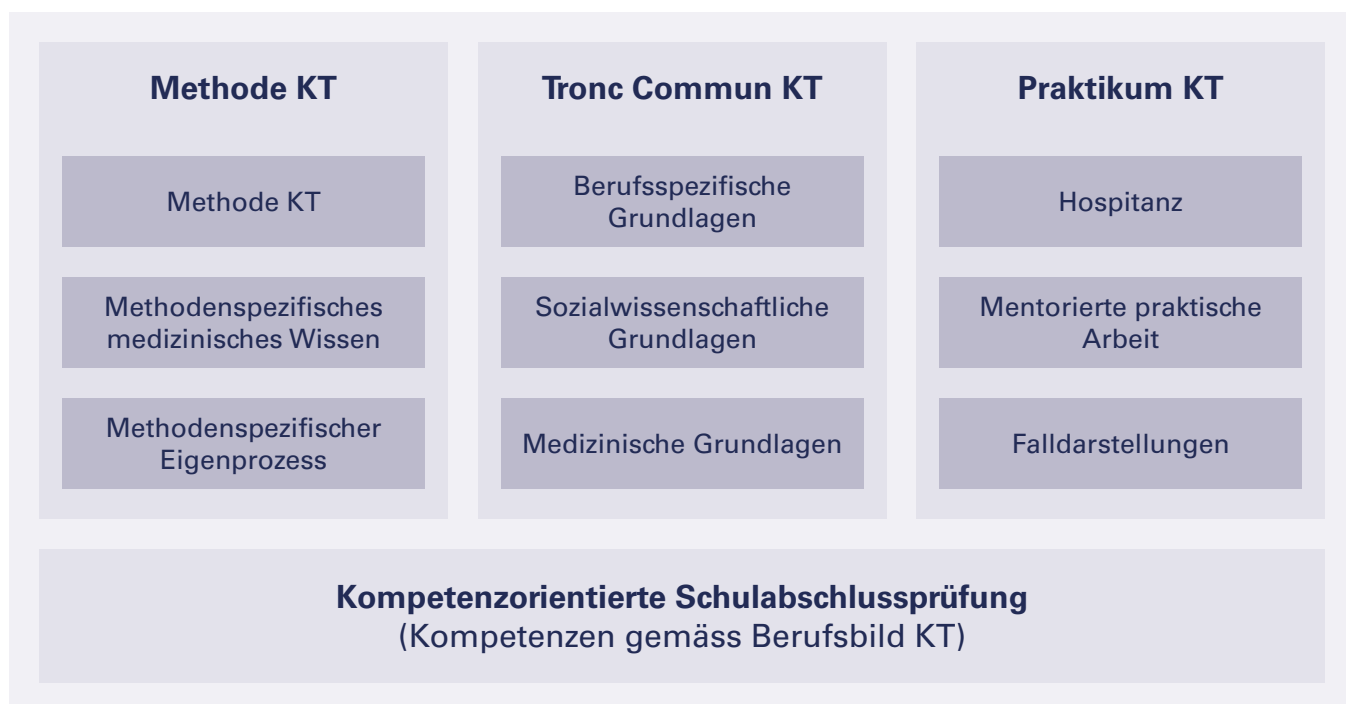 Methode KT
Methode KT
Methodenspezifisches
medizinisches Wissen
Methodenspezifischer
Eigenprozess
Tronc Commun KT
Berufsspezifische
Grundlagen
Sozialwissenschaftliche
Grundlagen
Medizinische Grundlagen
Praktikum KT
Hospitanz
Mentorierte praktische
Arbeit
Falldarstellungen
Kompetenzorientierte Schulabschlussprüfung
(Kompetenzen gemäss Berufsbild KT)